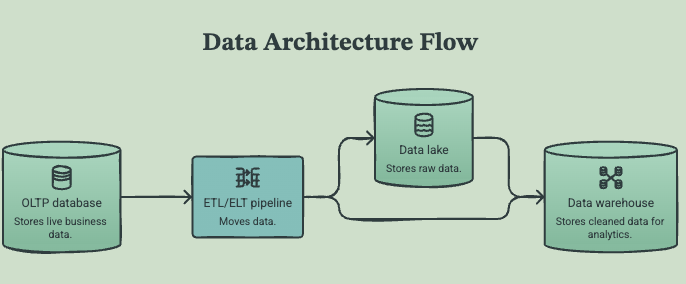 Data Architecture Flow
OLTP database
Stores live business
data.
ETL/ELT pipeline
Moves data.
Data lake
Stores raw data.
Data warehouse
Stores cleaned data for
analytics.